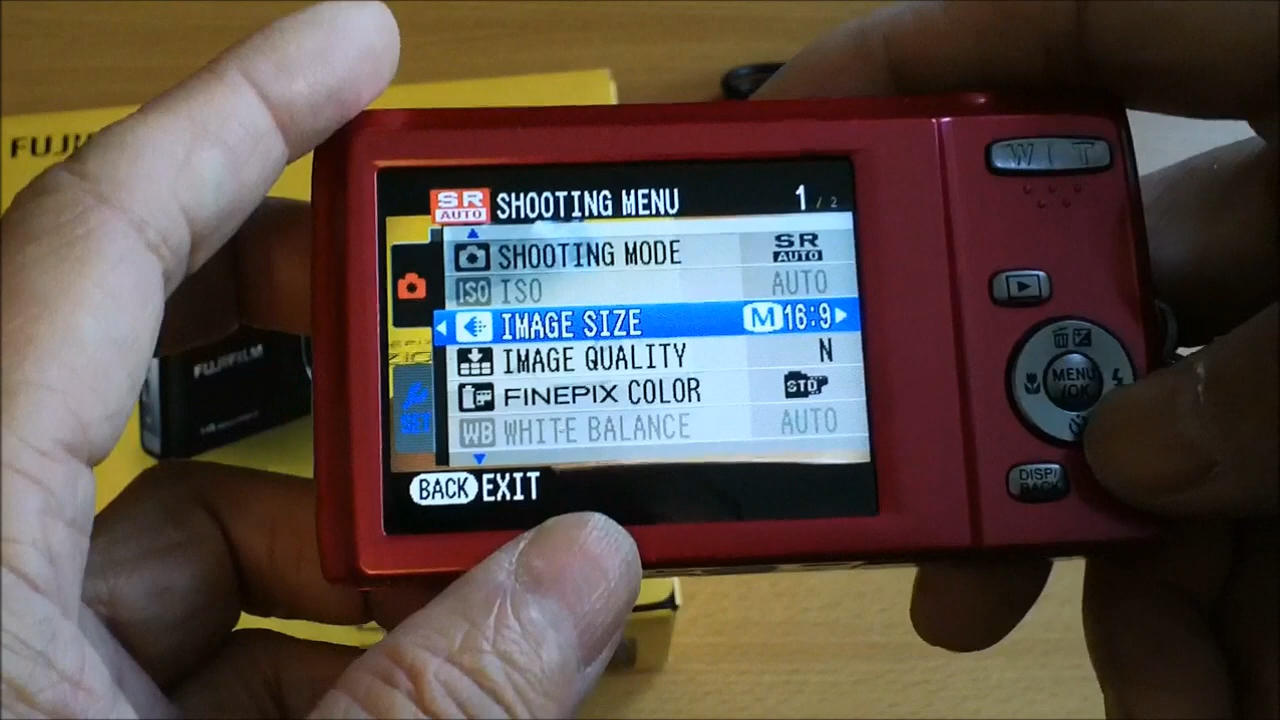 FUJI
FUJIFILM
SR AUTO SHOOTING MENU 1 / 2
SHOOTING MODE SR AUTO
ISO ISO AUTO
IMAGE SIZE M 16:9
IMAGE QUALITY N
FINEPIX COLOR STD
WB WHITE BALANCE AUTO
SET
BACK EXIT
W T
MENU
/OK
DISP/
BACK